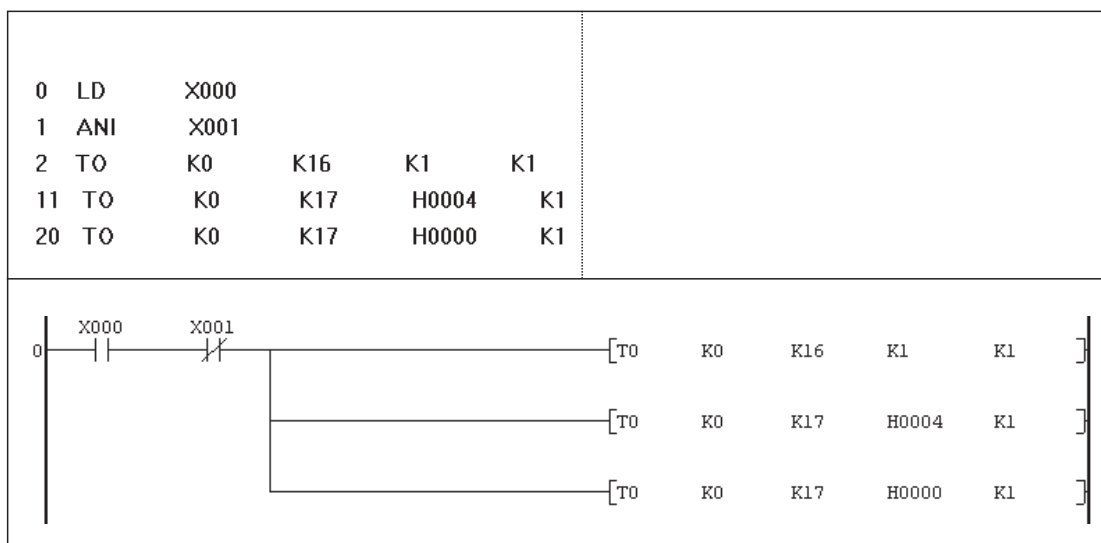 0 LD X000
1 ANI X001
2 TO K0 K16 K1 K1
11 TO K0 K17 H0004 K1
20 TO K0 K17 H0000 K1
X000 X001
0 [TO K0 K16 K1 K1 ]
[TO K0 K17 H0004 K1 ]
[TO K0 K17 H0000 K1 ]